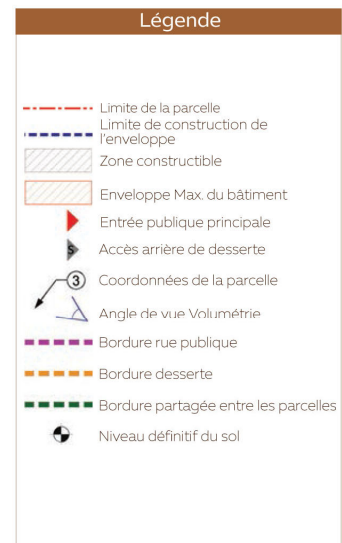 Légende
Limite de la parcelle
Limite de construction de
l'enveloppe
Zone constructible
Enveloppe Max. du bâtiment
Entrée publique principale
S
Accès arrière de desserte
3
Coordonnées de la parcelle
Angle de vue Volumétrie
Bordure rue publique
Bordure desserte
Bordure partagée entre les parcelles
Niveau définitif du sol